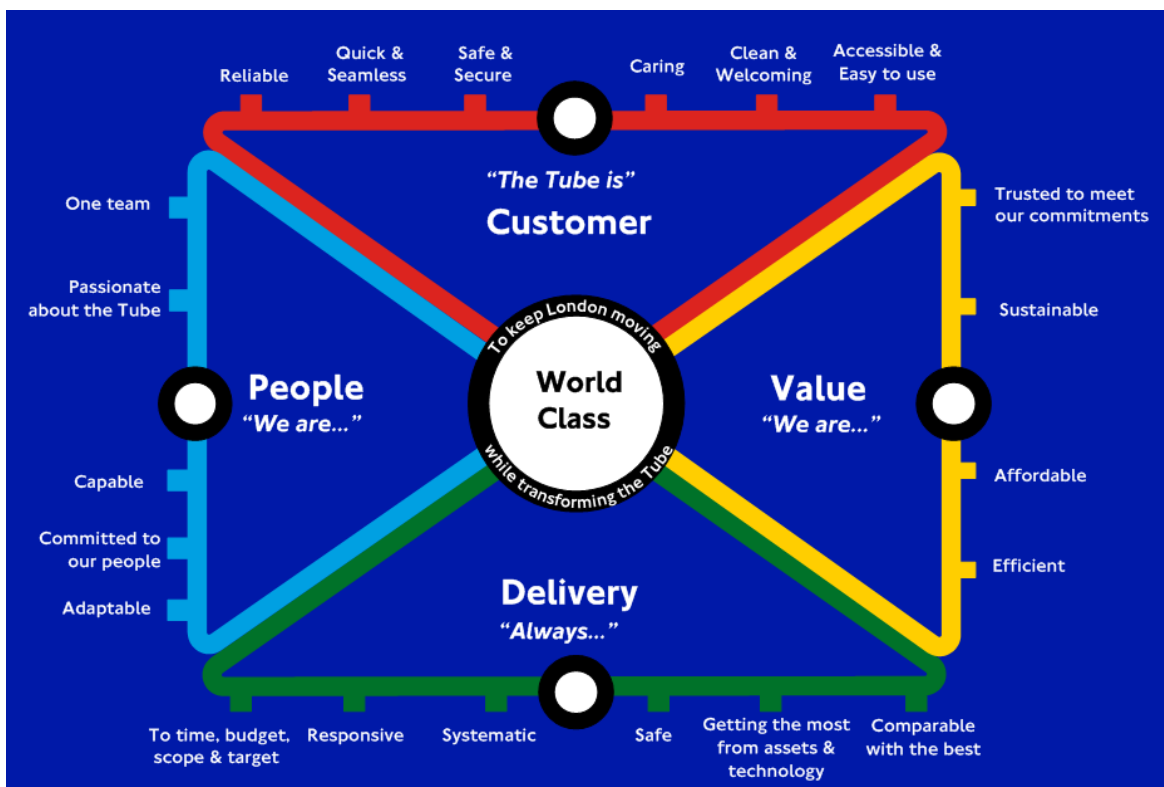 Reliable
Quick &
Seamless
Safe &
Secure
Caring
Clean &
Welcoming
Accessible &
Easy to use
“The Tube is”
Customer
One team
Passionate
about the Tube
People
“We are...”
Capable
Committed to
our people
Adaptable
To keep London moving
World
Class
while transforming the Tube
Value
“We are...”
Trusted to meet
our commitments
Sustainable
Affordable
Efficient
Delivery
“Always...”
To time, budget,
scope & target
Responsive
Systematic
Safe
Getting the most
from assets &
technology
Comparable
with the best